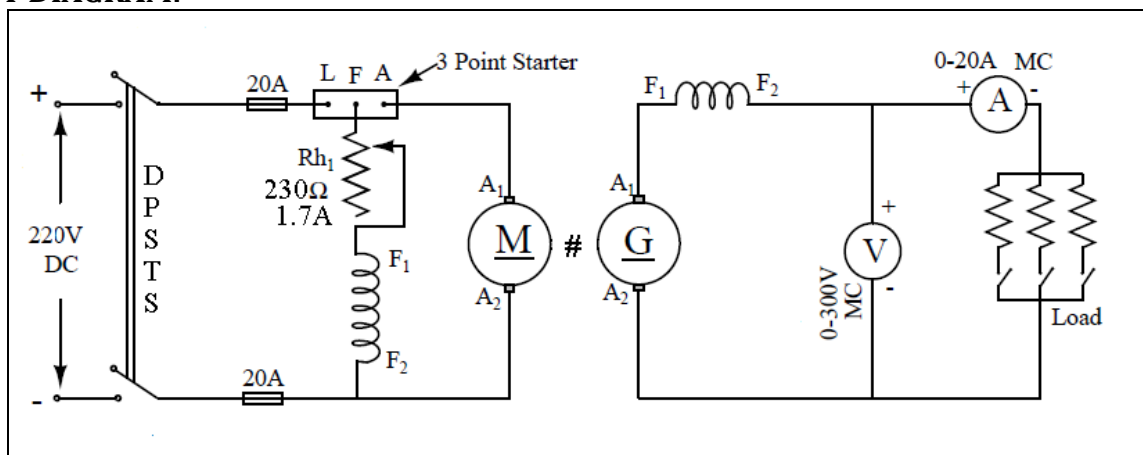 3 Point Starter
0-20A MC
20A
L F A
F₁
F₂
+
-
A
+
Rh₁
230Ω
1.7A
D
P
S
T
S
A₁
A₁
220V
DC
M
#
G
+
V
-
0-300V
MC
F₁
A₂
A₂
Load
F₂
20A
-